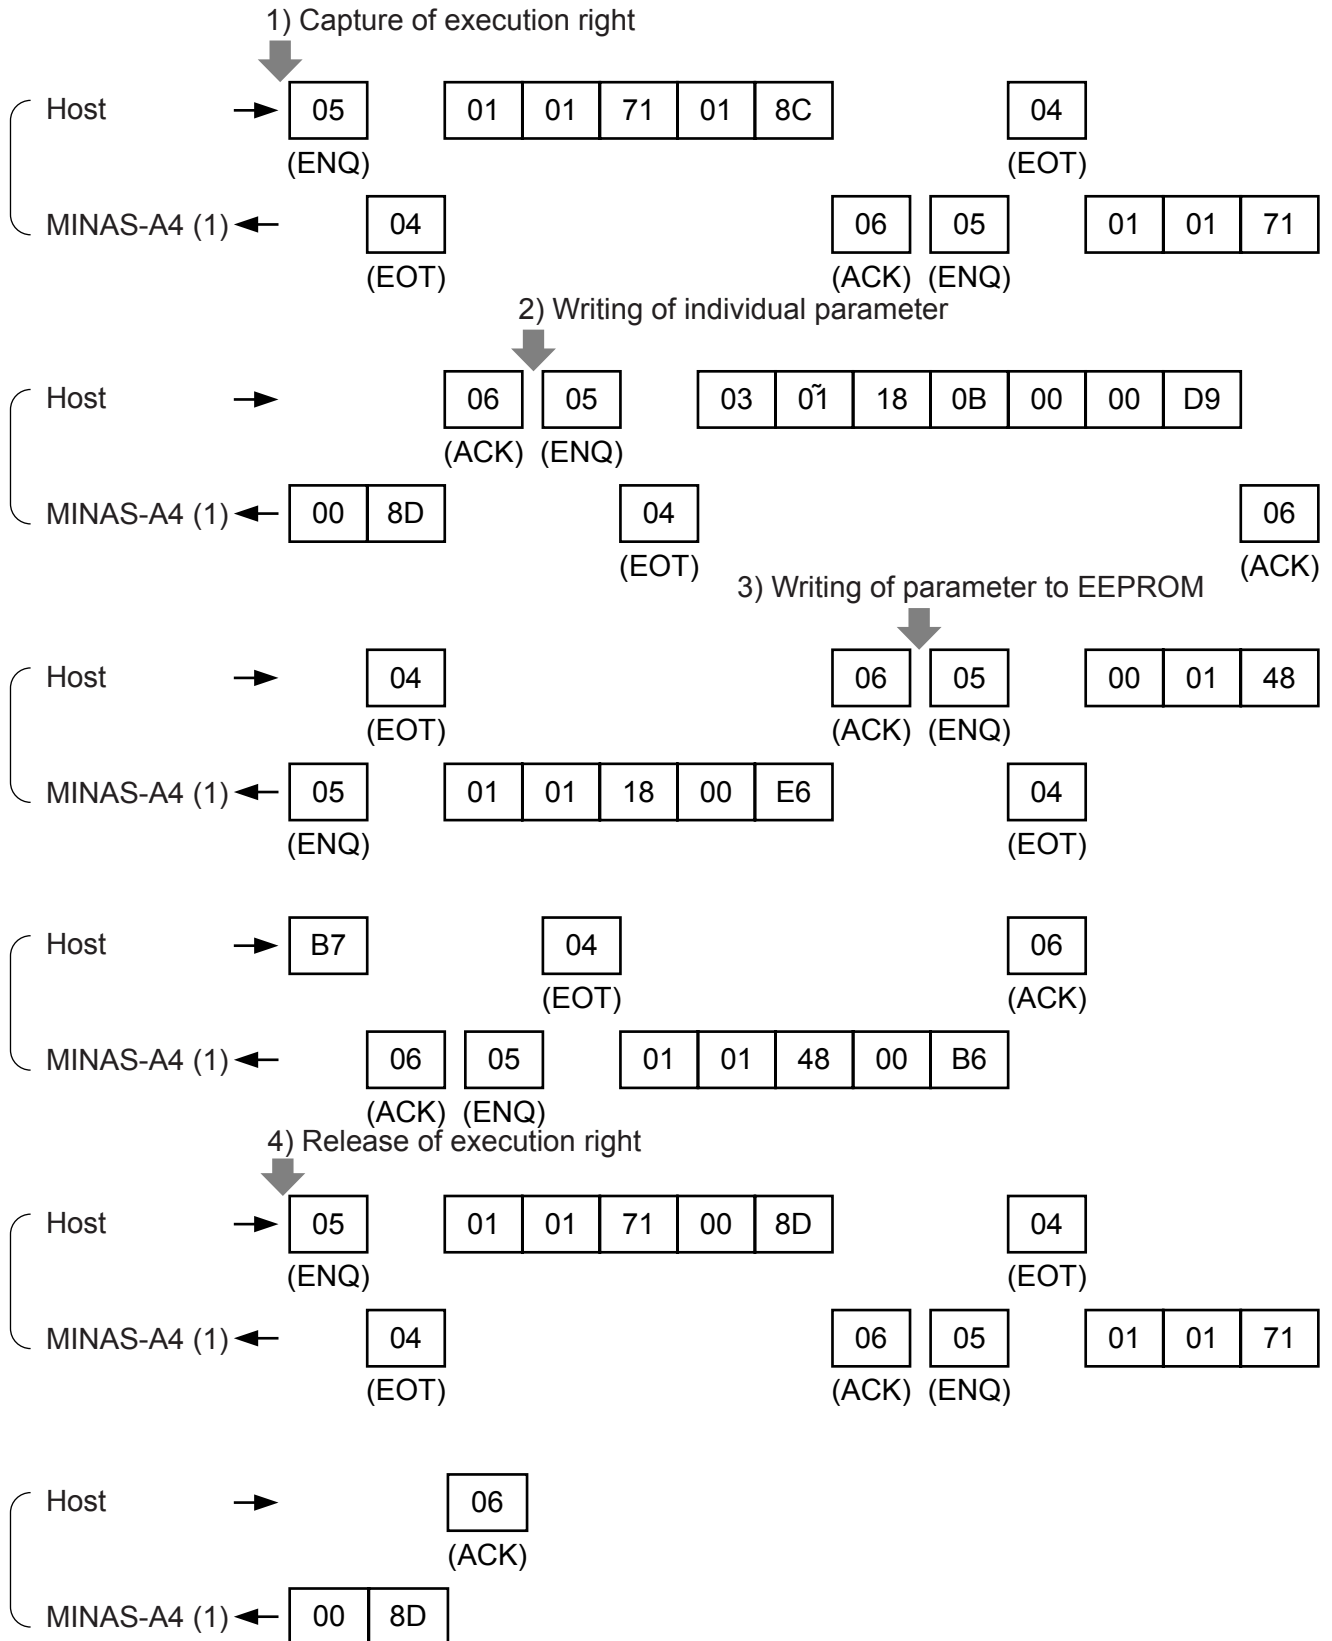 1) Capture of execution right
Host 05 01 01 71 01 8C 04
(ENQ) (EOT)
MINAS-A4 (1) 04 06 05 01 01 71
(EOT) (ACK) (ENQ)
2) Writing of individual parameter
Host 06 05 03 01̃ 18 0B 00 00 D9
(ACK) (ENQ)
MINAS-A4 (1) 00 8D 04 06
(EOT) (ACK)
3) Writing of parameter to EEPROM
Host 04 06 05 00 01 48
(EOT) (ACK) (ENQ)
MINAS-A4 (1) 05 01 01 18 00 E6 04
(ENQ) (EOT)
Host B7 04 06
(EOT) (ACK)
MINAS-A4 (1) 06 05 01 01 48 00 B6
(ACK) (ENQ)
4) Release of execution right
Host 05 01 01 71 00 8D 04
(ENQ) (EOT)
MINAS-A4 (1) 04 06 05 01 01 71
(EOT) (ACK) (ENQ)
Host 06
(ACK)
MINAS-A4 (1) 00 8D